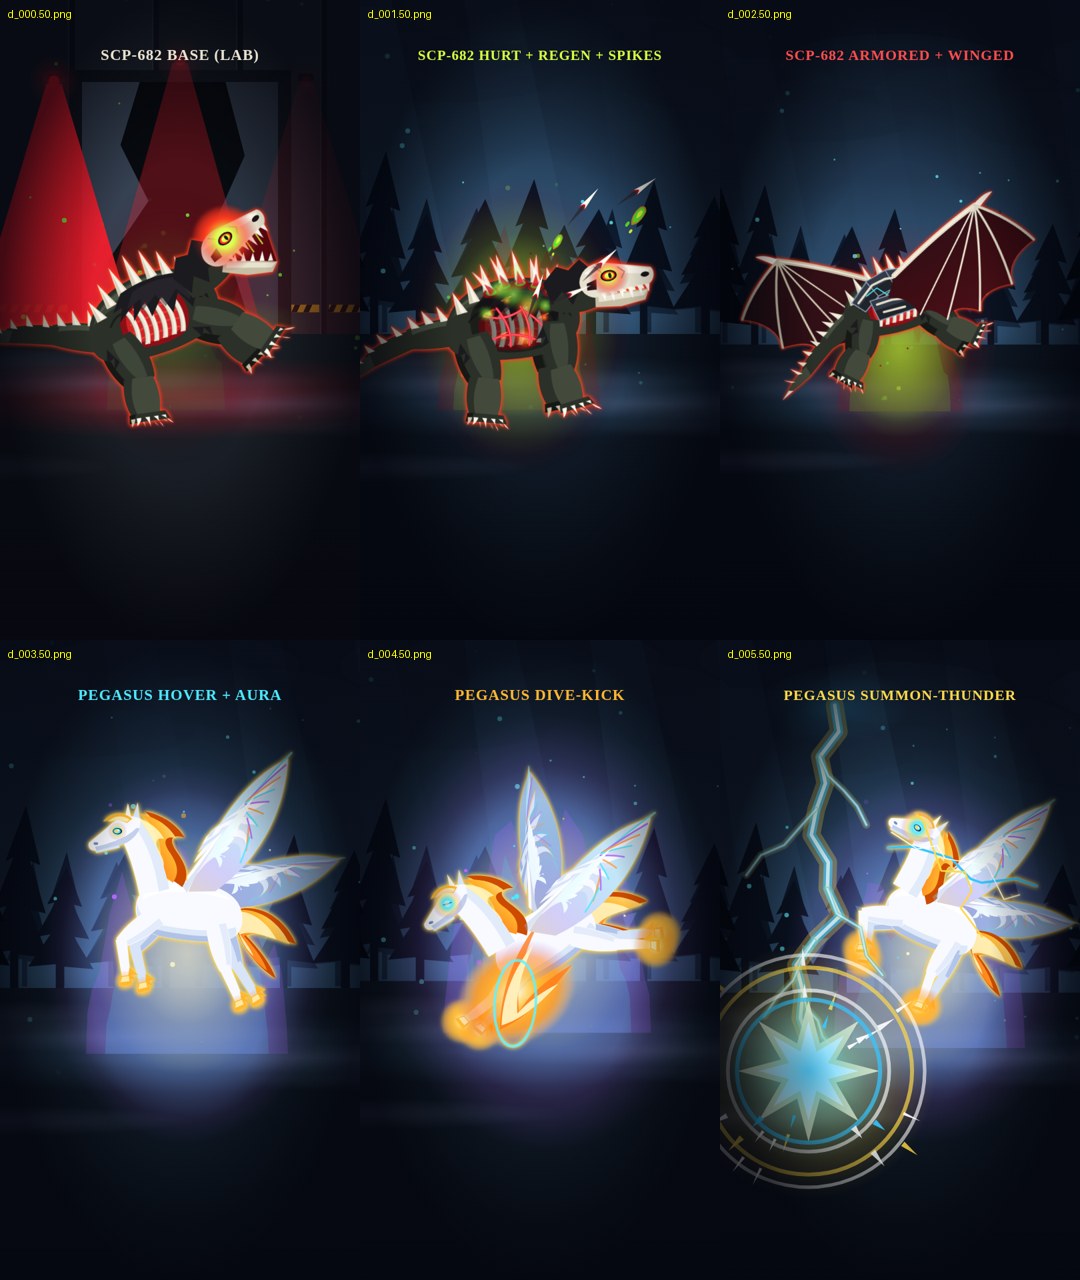 d_000.50.png
SCP-682 BASE (LAB)
d_001.50.png
SCP-682 HURT + REGEN + SPIKES
d_002.50.png
SCP-682 ARMORED + WINGED
d_003.50.png
PEGASUS HOVER + AURA
d_004.50.png
PEGASUS DIVE-KICK
d_005.50.png
PEGASUS SUMMON-THUNDER